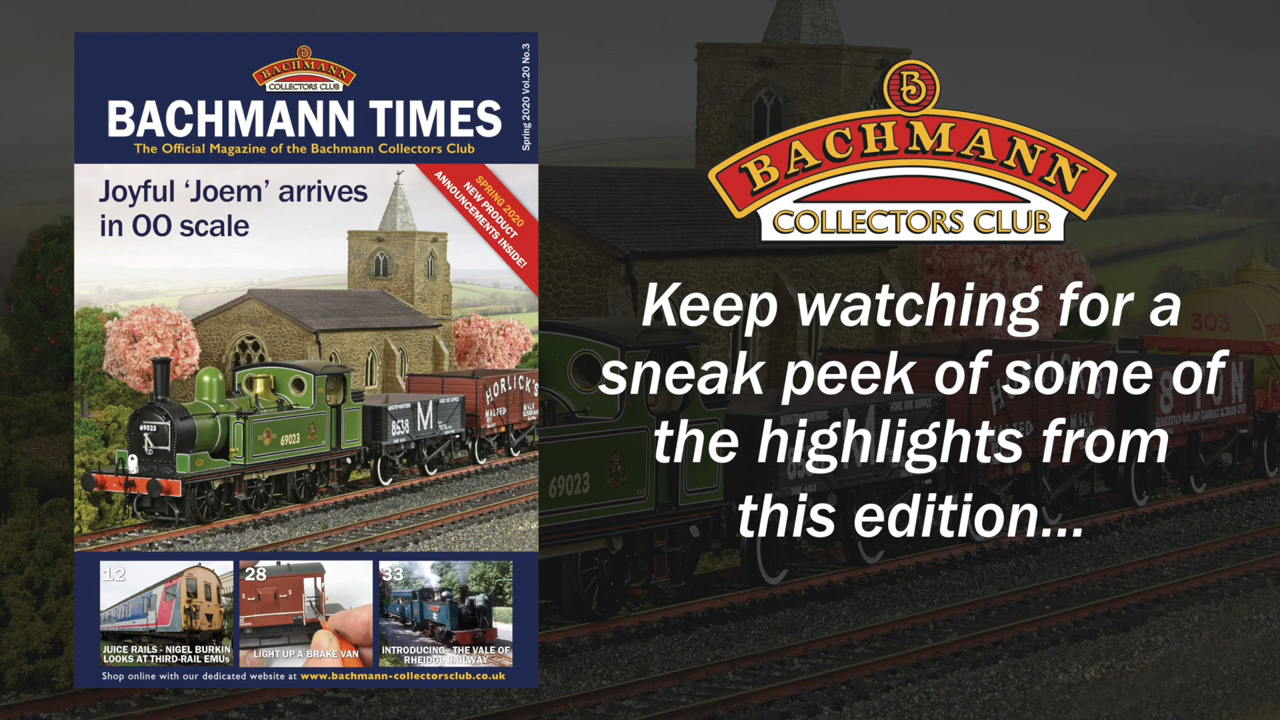 BACHMANN
COLLECTORS CLUB
BACHMANN TIMES
The Official Magazine of the Bachmann Collectors Club
Spring 2020 Vol.20 No.3
Joyful ‘Joem’ arrives
in OO scale
SPRING 2020
NEW PRODUCT
ANNOUNCEMENTS INSIDE!
69023
8638
M
HORLICK'S
MALTED
MILK
12
JUICE RAILS - NIGEL BURKIN
LOOKS AT THIRD-RAIL EMUs
28
LIGHT UP A BRAKE VAN
33
INTRODUCING - THE VALE OF
RHEIDOL RAILWAY
Shop online with our dedicated website at www.bachmann-collectorsclub.co.uk
B
BACHMANN
COLLECTORS CLUB
Keep watching for a
sneak peek of some of
the highlights from
this edition...
69023
M
303